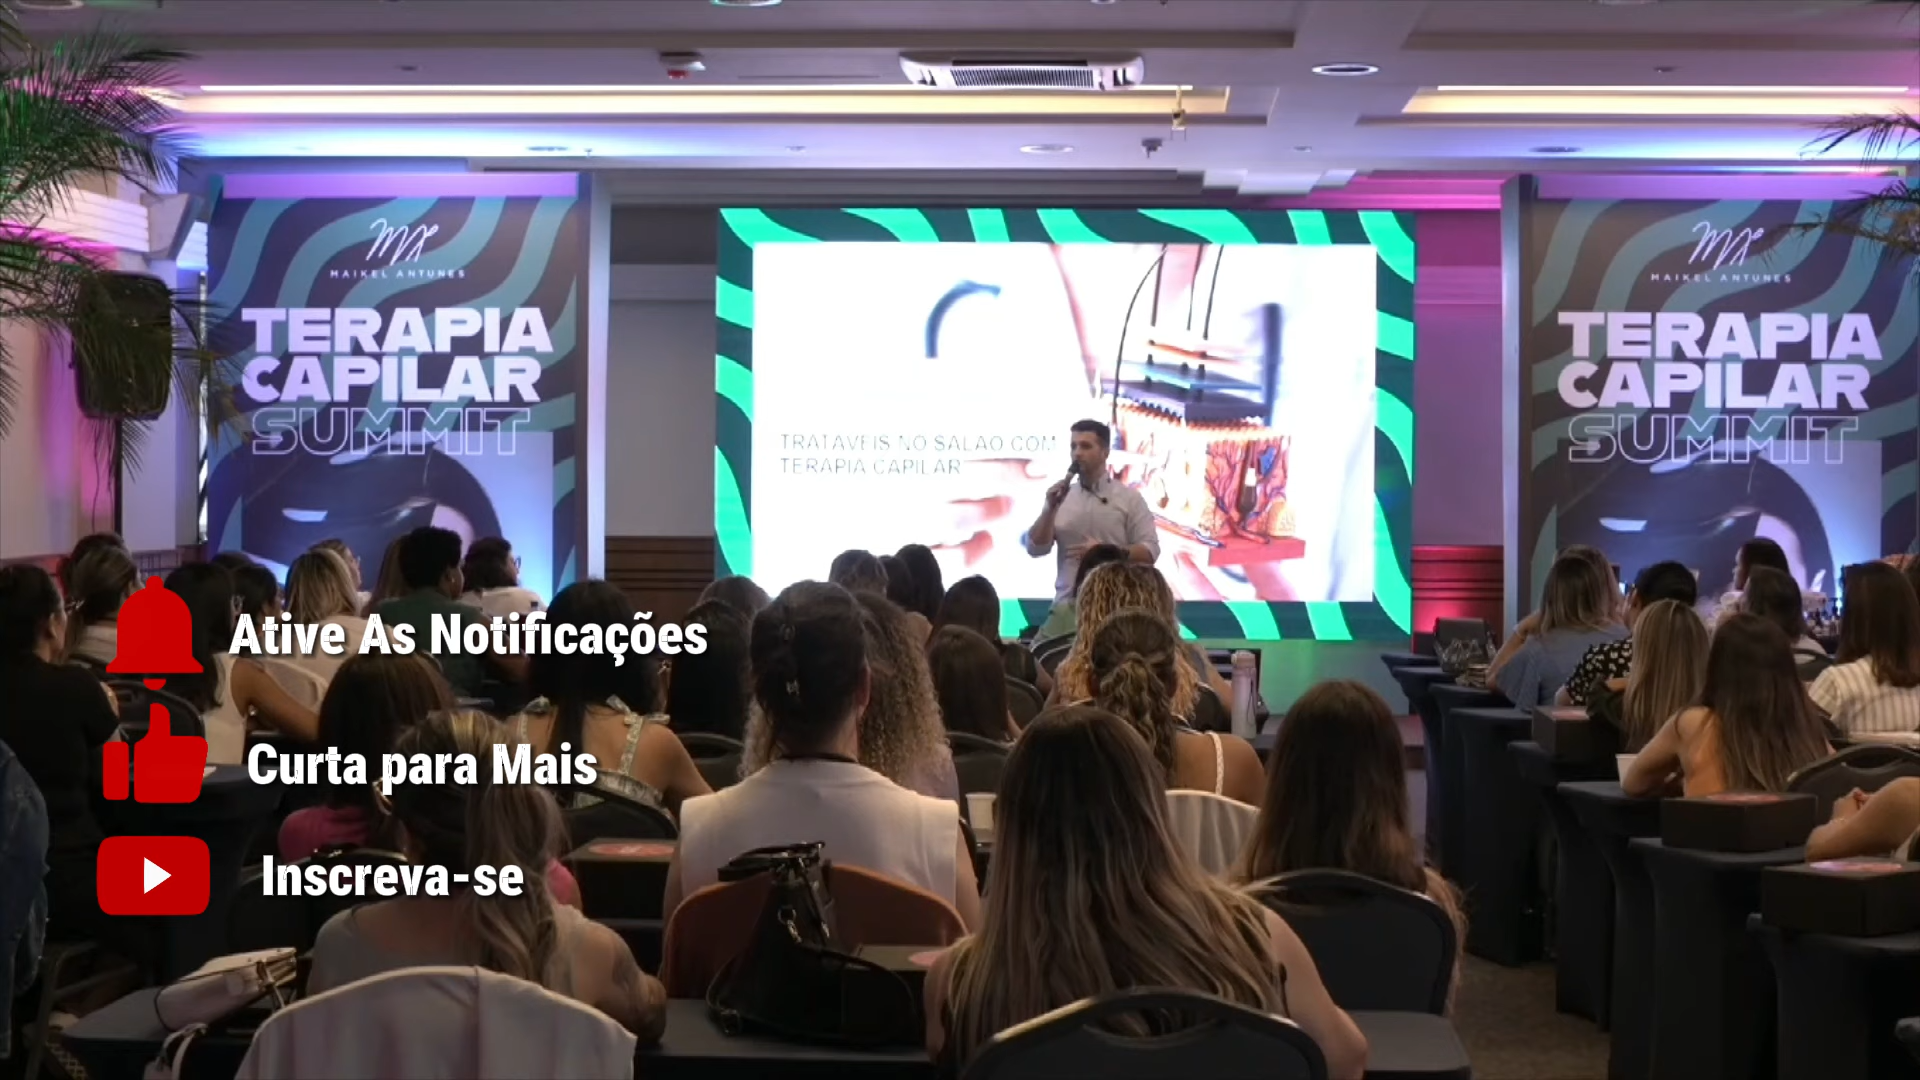 MAIKEL ANTUNES
TERAPIA
CAPILAR
SUMMIT
TRATAVEIS NO SALAO COM
TERAPIA CAPILAR
MAIKEL ANTUNES
TERAPIA
CAPILAR
SUMMIT
Ative As Notificações
Curta para Mais
Inscreva-se